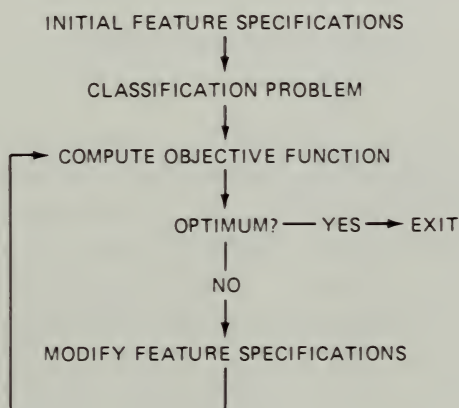 INITIAL FEATURE SPECIFICATIONS
CLASSIFICATION PROBLEM
COMPUTE OBJECTIVE FUNCTION
OPTIMUM? YES EXIT
NO
MODIFY FEATURE SPECIFICATIONS